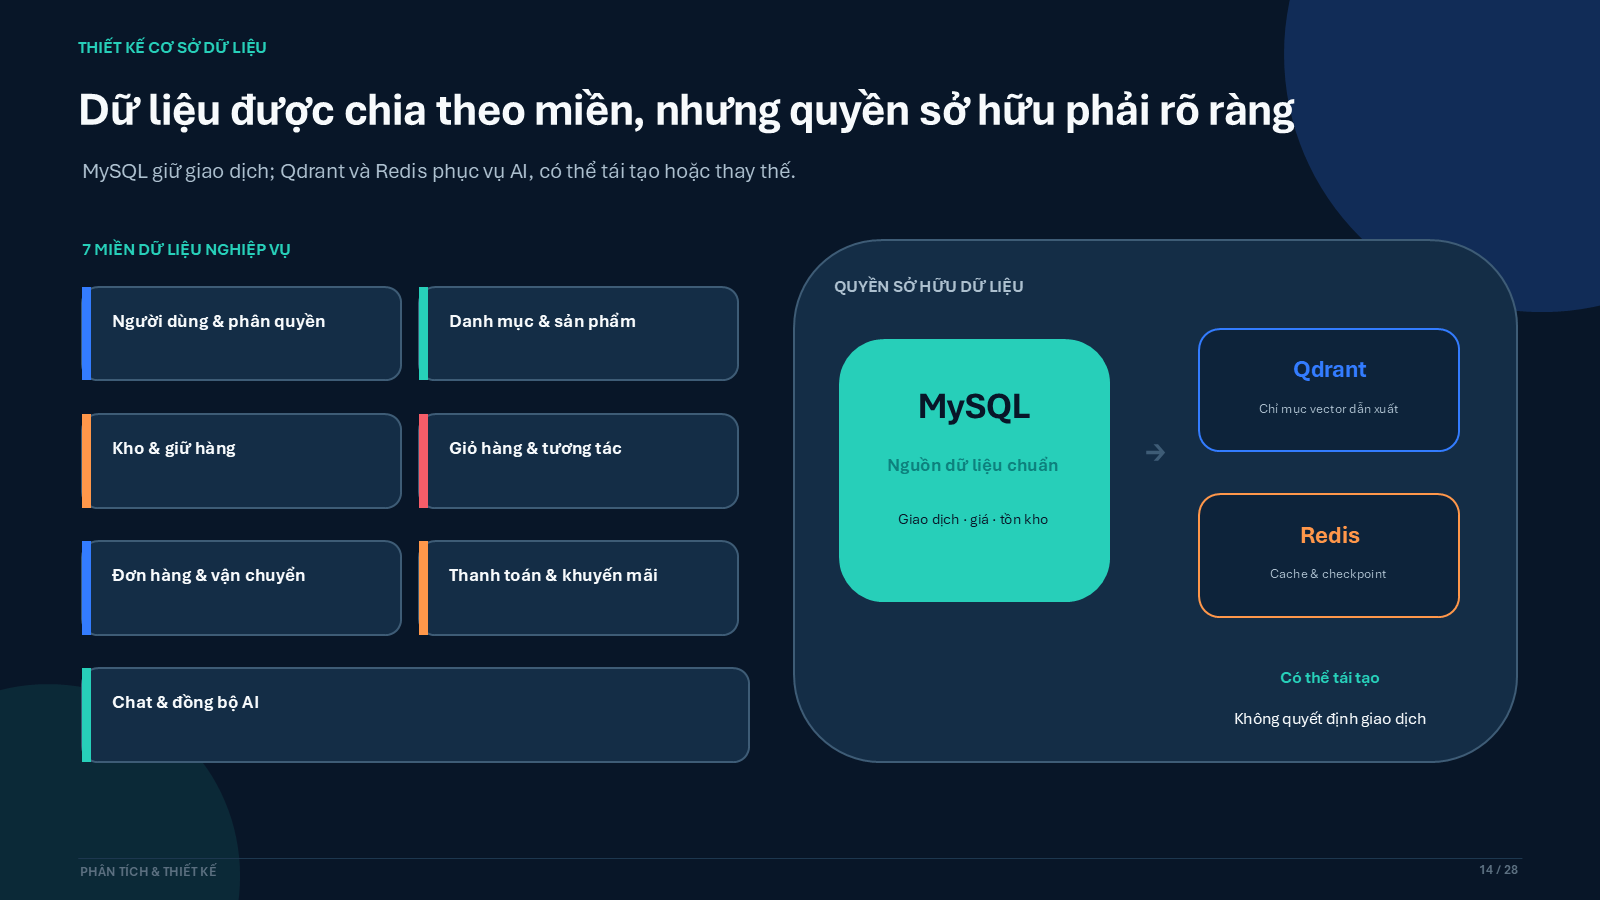 THIẾT KẾ CƠ SỞ DỮ LIỆU
Dữ liệu được chia theo miền, nhưng quyền sở hữu phải rõ ràng
MySQL giữ giao dịch; Qdrant và Redis phục vụ AI, có thể tái tạo hoặc thay thế.
7 MIỀN DỮ LIỆU NGHIỆP VỤ
Người dùng & phân quyền
Danh mục & sản phẩm
Kho & giữ hàng
Giỏ hàng & tương tác
Đơn hàng & vận chuyển
Thanh toán & khuyến mãi
Chat & đồng bộ AI
QUYỀN SỞ HỮU DỮ LIỆU
MySQL
Nguồn dữ liệu chuẩn
Giao dịch · giá · tồn kho
→
Qdrant
Chỉ mục vector dẫn xuất
Redis
Cache & checkpoint
Có thể tái tạo
Không quyết định giao dịch
PHÂN TÍCH & THIẾT KẾ
14 / 28